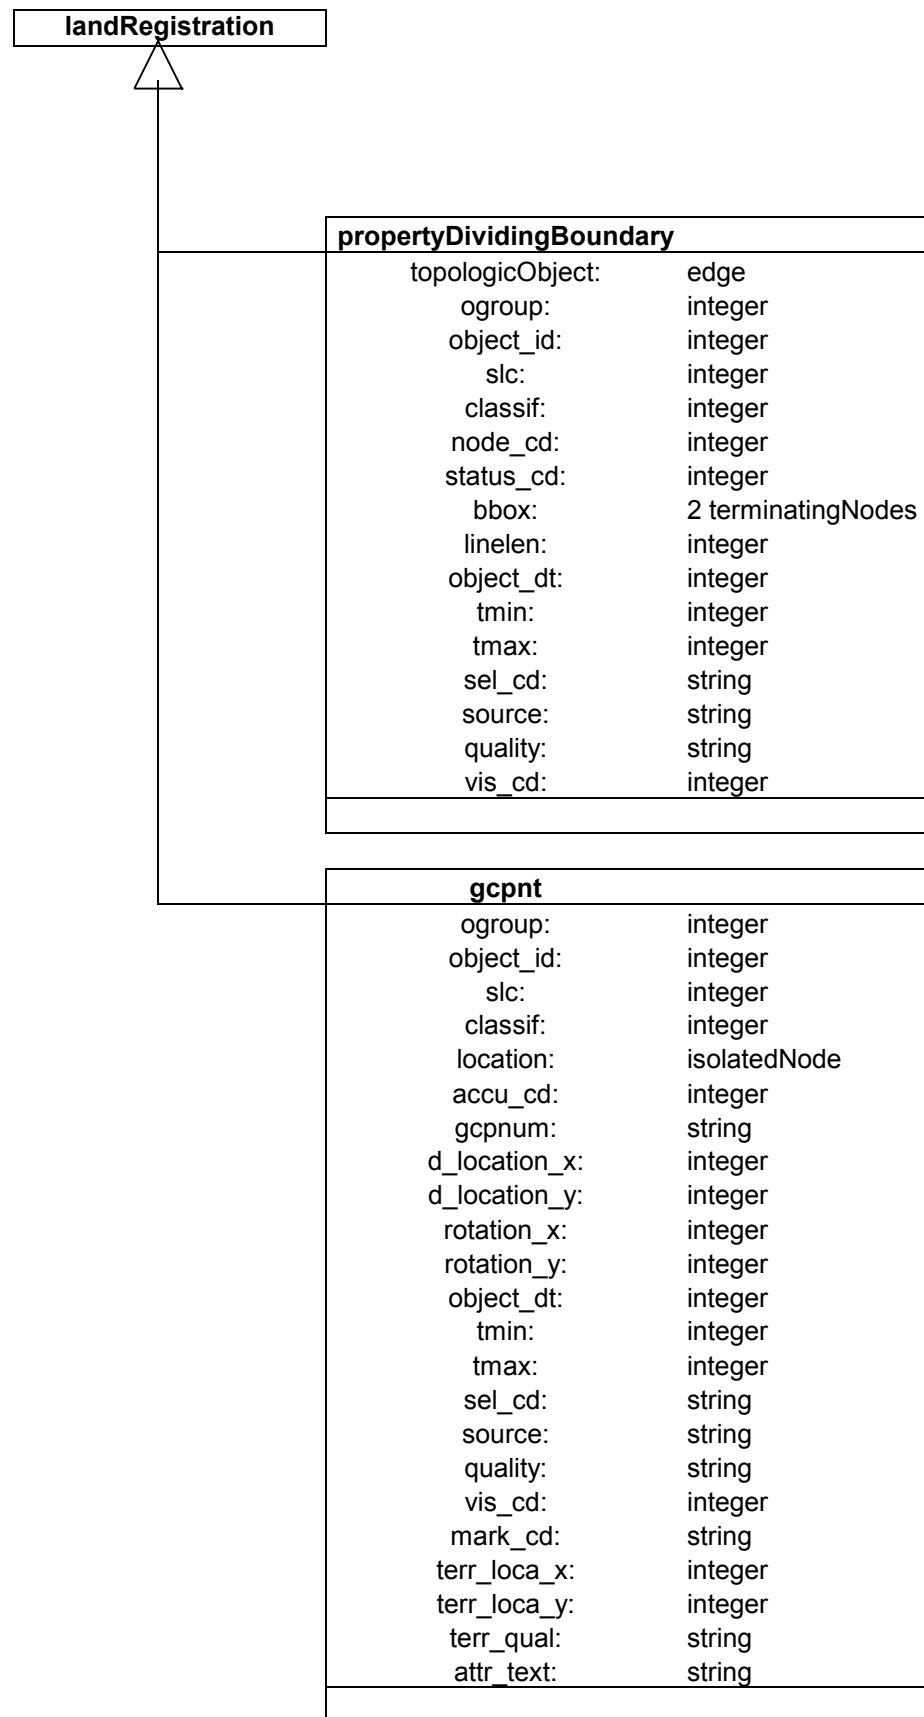 landRegistration
propertyDividingBoundary
topologicObject: edge
ogroup: integer
object_id: integer
slc: integer
classif: integer
node_cd: integer
status_cd: integer
bbox: 2 terminatingNodes
linelen: integer
object_dt: integer
tmin: integer
tmax: integer
sel_cd: string
source: string
quality: string
vis_cd: integer
gcpnt
ogroup: integer
object_id: integer
slc: integer
classif: integer
location: isolatedNode
accu_cd: integer
gcpnum: string
d_location_x: integer
d_location_y: integer
rotation_x: integer
rotation_y: integer
object_dt: integer
tmin: integer
tmax: integer
sel_cd: string
source: string
quality: string
vis_cd: integer
mark_cd: string
terr_loca_x: integer
terr_loca_y: integer
terr_qual: string
attr_text: string